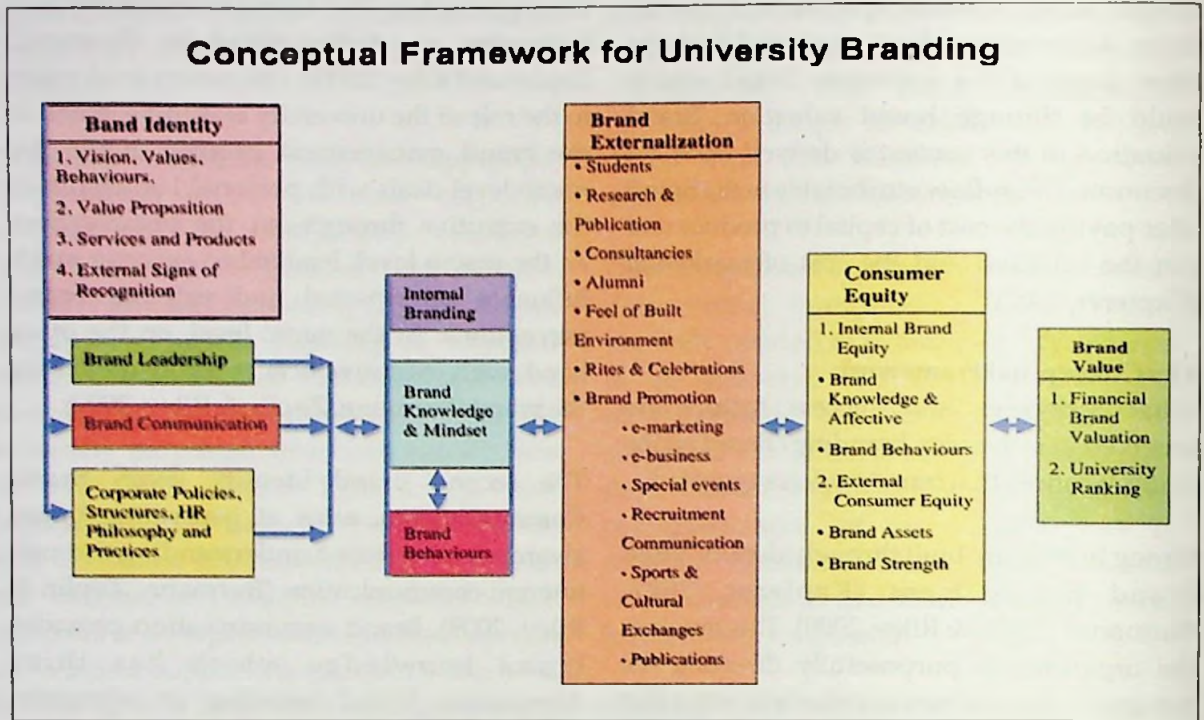 Conceptual Framework for University Branding
Band Identity
1. Vision, Values,
Behaviours,
2. Value Proposition
3. Services and Products
4. External Signs of
Recognition
Brand Leadership
Brand Communication
Corporate Policies,
Structures, HR
Philosophy and
Practices
Internal
Branding
Brand
Knowledge
& Mindset
Brand
Behaviours
Brand
Externalization
• Students
• Research &
Publication
• Consultancies
• Alumni
• Feel of Built
Environment
• Rites & Celebrations
• Brand Promotion
• e-marketing
• e-business
• Special events
• Recruitment
Communication
• Sports &
Cultural
Exchanges
• Publications
Consumer
Equity
1. Internal Brand
Equity
• Brand
Knowledge &
Affective
• Brand Behaviours
2. External
Consumer Equity
• Brand Assets
• Brand Strength
Brand
Value
1. Financial
Brand
Valuation
2. University
Ranking